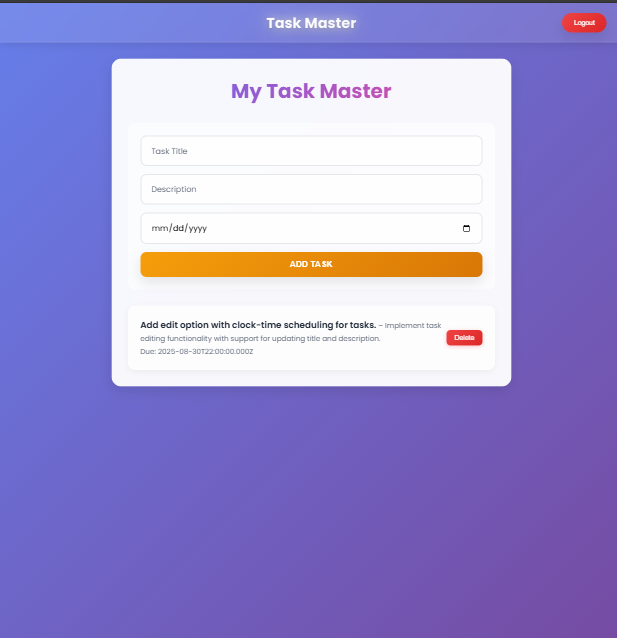 Task Master
Logout
My Task Master
Task Title
Description
mm/dd/yyyy
ADD TASK
Add edit option with clock-time scheduling for tasks. - Implement task
editing functionality with support for updating title and description.
Delete
Due: 2025-08-30T22:00:00.000Z